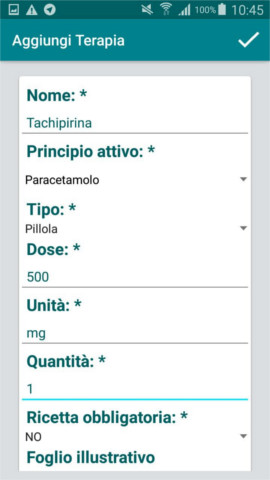 100% 10:45
Aggiungi Terapia
Nome: *
Tachipirina
Principio attivo: *
Paracetamolo
Tipo: *
Pillola
Dose: *
500
Unità: *
mg
Quantità: *
1
Ricetta obbligatoria: *
NO
Foglio illustrativo